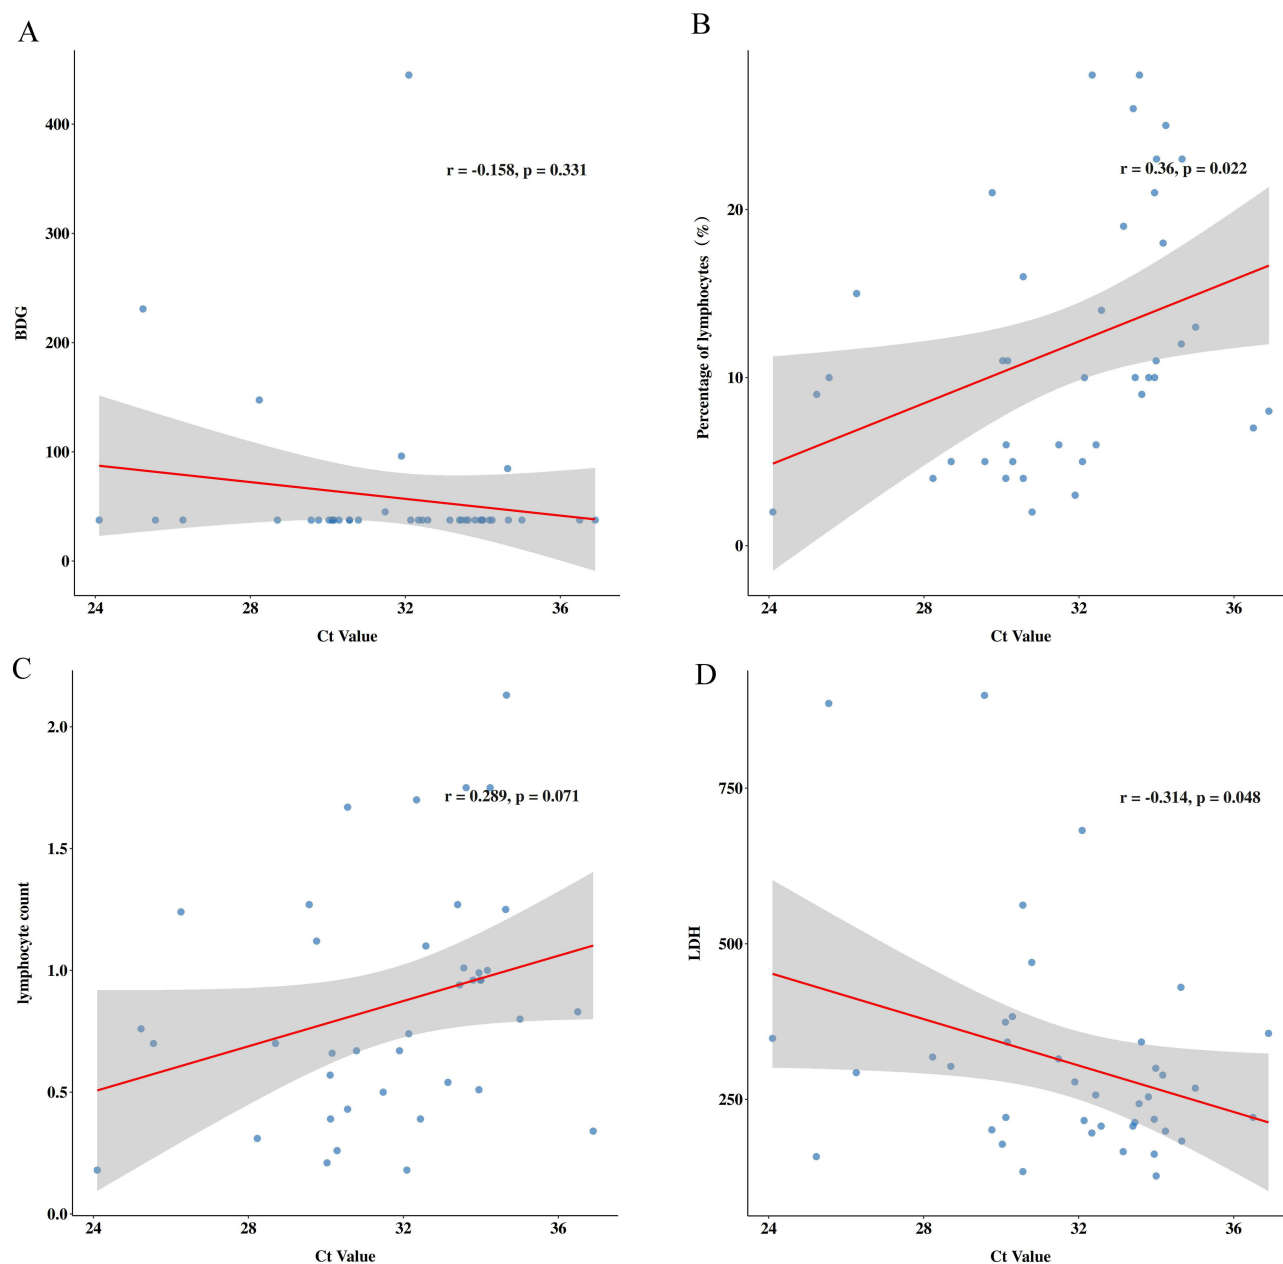 A
400
300
200
100
0
BDG
r = -0.158, p = 0.331
24 28 32 36
Ct Value
B
20
10
0
Percentage of lymphocytes（%）
r = 0.36, p = 0.022
24 28 32 36
Ct Value
C
2.0
1.5
1.0
0.5
0.0
lymphocyte count
r = 0.289, p = 0.071
24 28 32 36
Ct Value
D
750
500
250
LDH
r = -0.314, p = 0.048
24 28 32 36
Ct Value